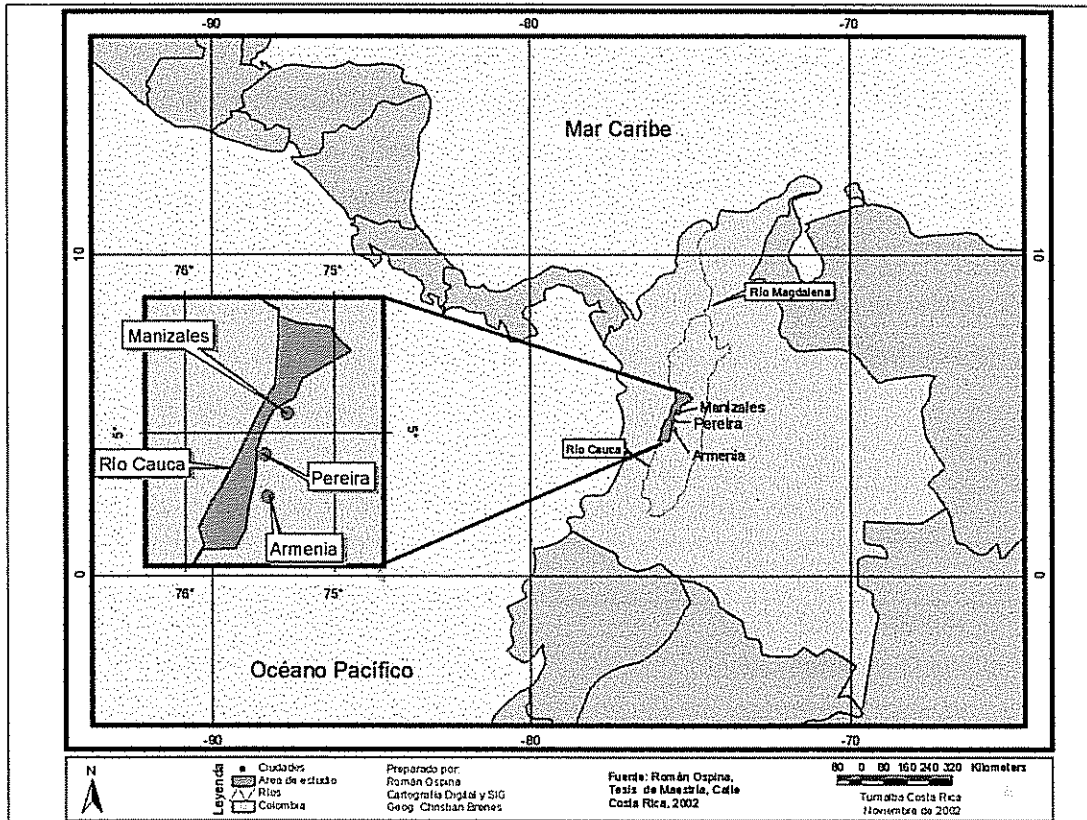 -90
-80
-70
Mar Caribe
10
10
76°
75°
Río Magdalena
Manizales
Manizales
Pereira
5°
5°
Río Cauca
Río Cauca
Pereira
Armenia
Armenia
0
0
76°
75°
Océano Pacífico
-90
-80
-70
N
Leyenda
Ciudades
Area de estudio
Ríos
Colombia
Preparado por:
Román Ospina
Cartografía Digital y SIG
Geog. Christian Brenes
Fuente: Román Ospina,
Tesis de Maestría, Catie
Costa Rica, 2002
80 0 80 160 240 320 Kilometers
Turrialba Costa Rica
Noviembre de 2002